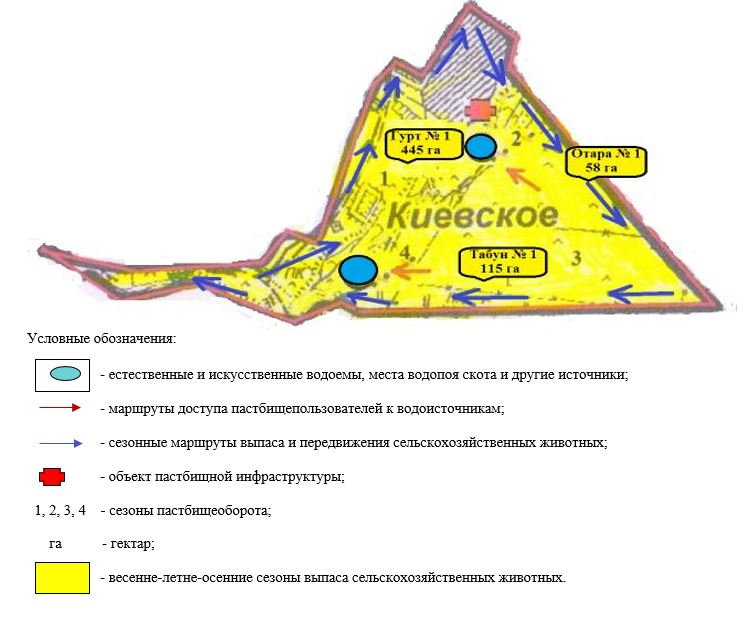 Гурт № 1
445 га
2
Отара № 1
58 га
1
Киевское
4
Табун № 1
115 га
3
ПК
Условные обозначения:
- естественные и искусственные водоемы, места водопоя скота и другие источники;
- маршруты доступа пастбищепользователей к водоисточникам;
- сезонные маршруты выпаса и передвижения сельскохозяйственных животных;
- объект пастбищной инфраструктуры;
1, 2, 3, 4 - сезоны пастбищеоборота;
га - гектар;
- весенне-летне-осенние сезоны выпаса сельскохозяйственных животных.